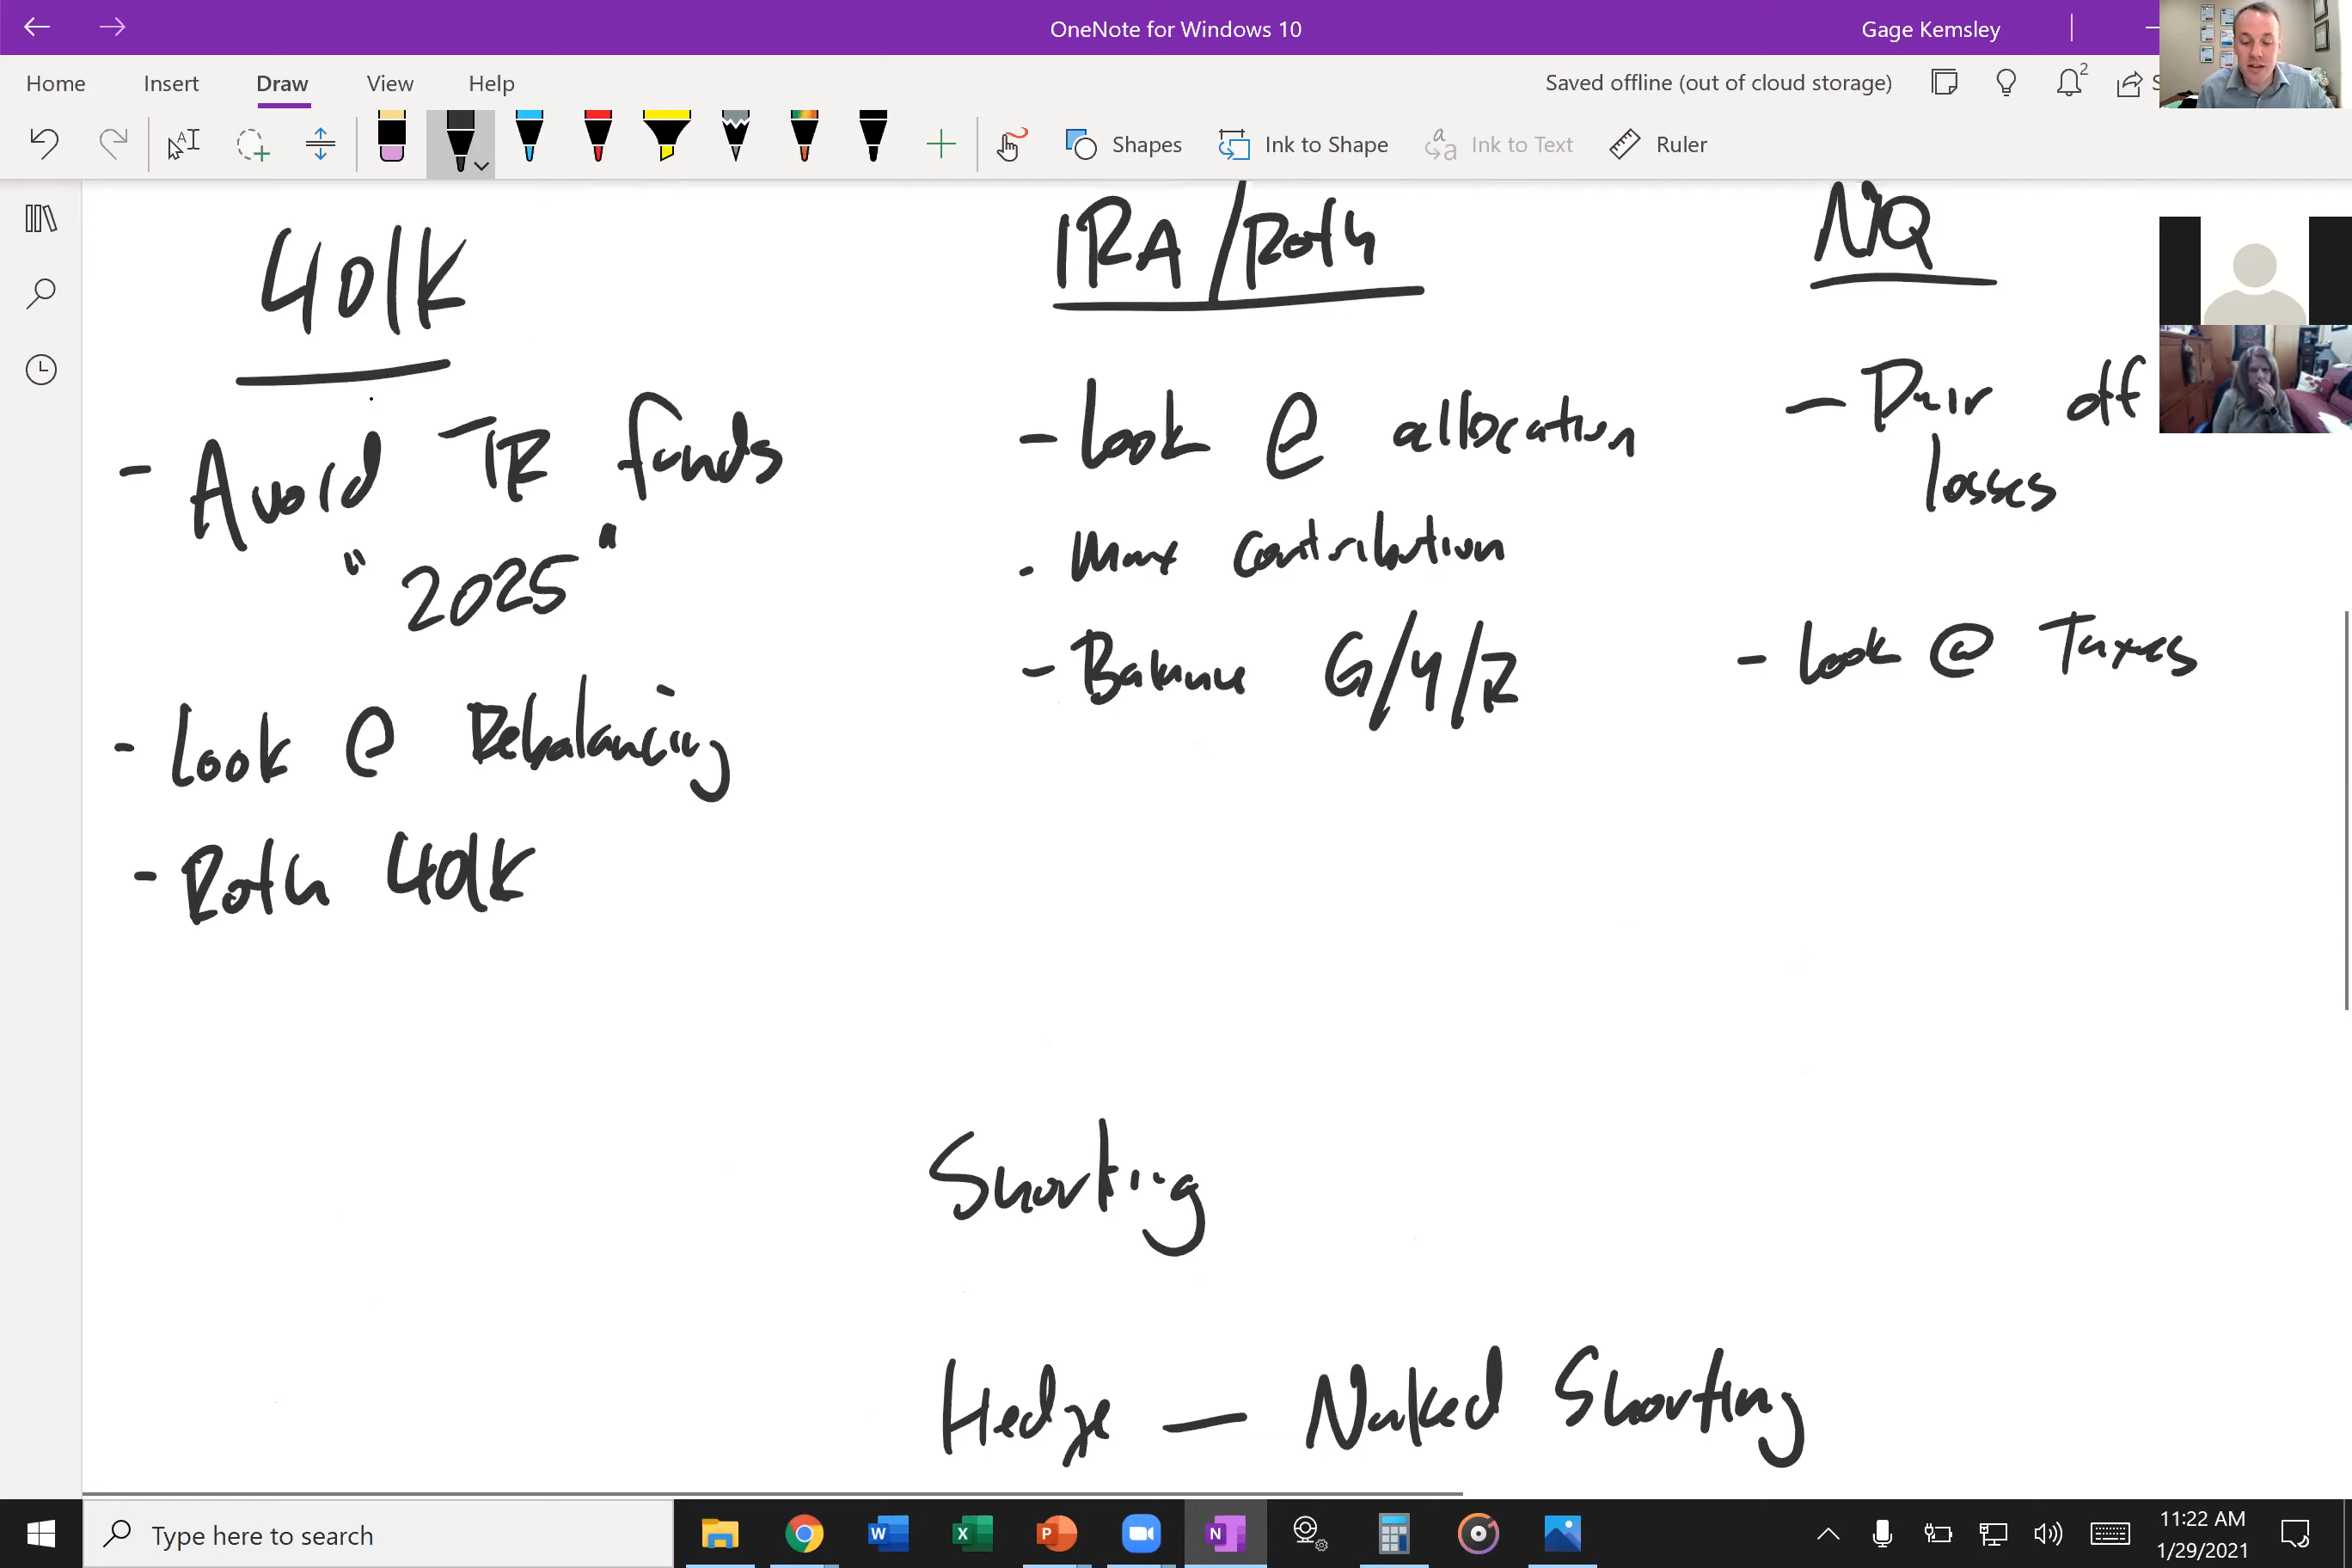 OneNote for Windows 10
Gage Kemsley
Home Insert Draw View Help
Saved offline (out of cloud storage)
2
Shapes Ink to Shape Ink to Text Ruler
401k
- Avoid TR funds
"2025"
- Look @ Rebalancing
- Roth 401k
IRA/Roth
- Look @ allocation
- Max Contribution
- Balance G/Y/R
NQ
- Pair off
losses
- Look @ Taxes
Shorting
Hedge — Naked Shorting
Type here to search
11:22 AM
1/29/2021